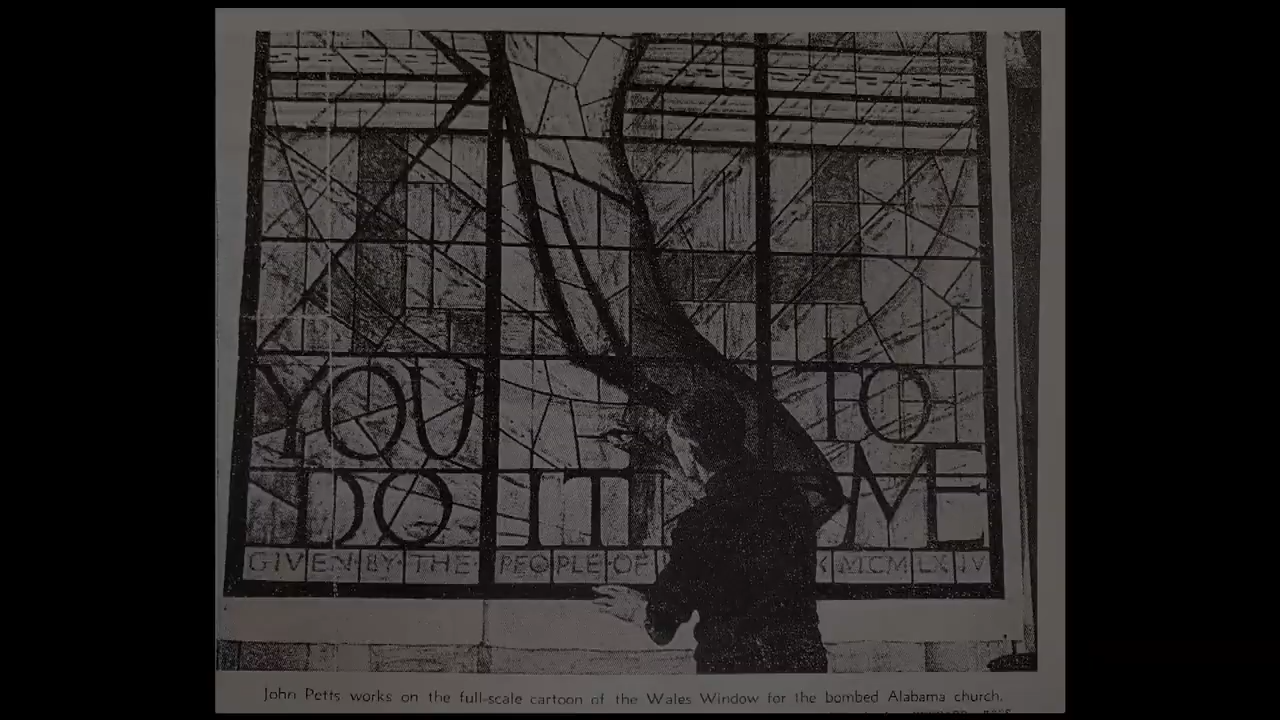 YOU TO
DO IT ME
GIVEN·BY·THE·PEOPLE·OF MCMLXIV
John Petts works on the full-scale cartoon of the Wales Window for the bombed Alabama church.